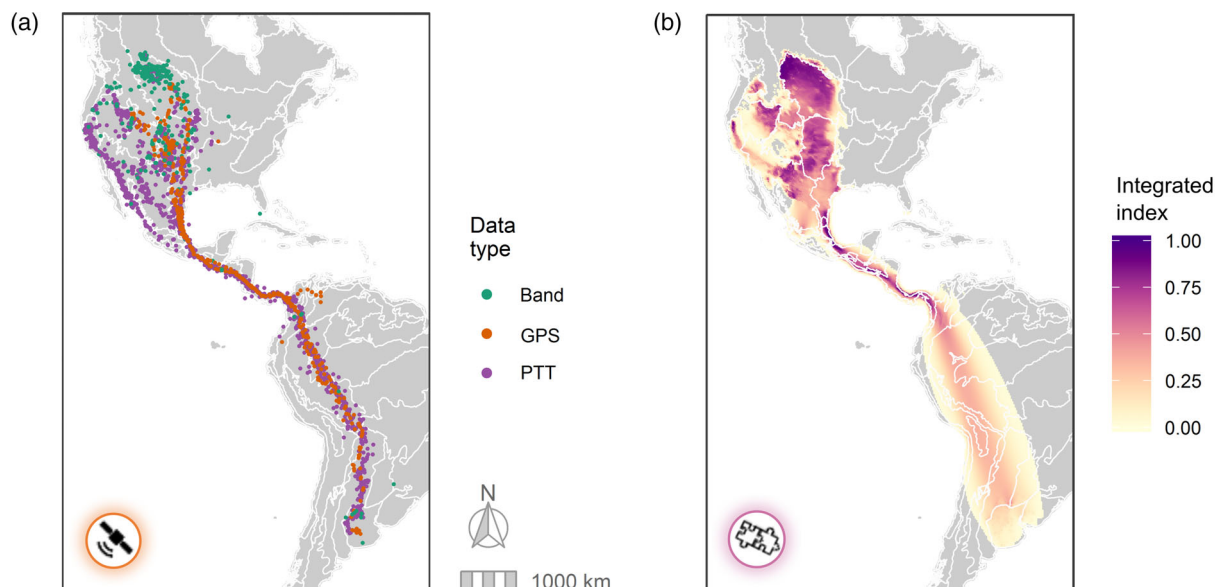 (a)
Data
type
Band
GPS
PTT
N
1000 km
(b)
Integrated
index
1.00
0.75
0.50
0.25
0.00